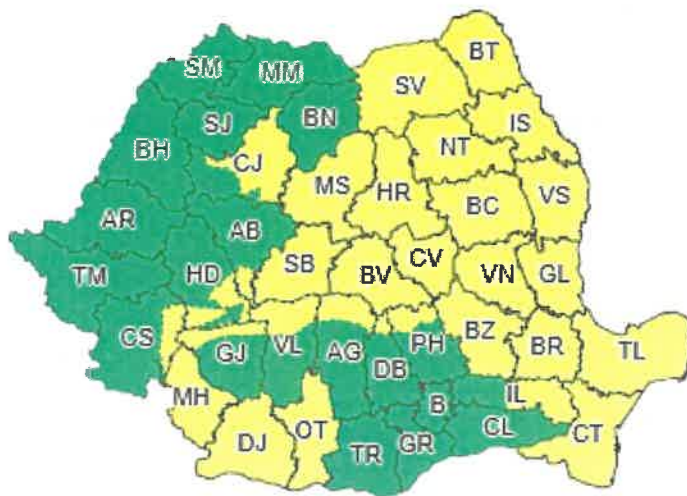 SM
MM
BT
SV
SJ
BN
IS
BH
CJ
NT
MS
HR
VS
BC
AR
AB
TM
HD
SB
BV
CV
VN
GL
CS
GJ
VL
AG
PH
BZ
BR
TL
DB
MH
B
IL
DJ
OT
TR
GR
CL
CT